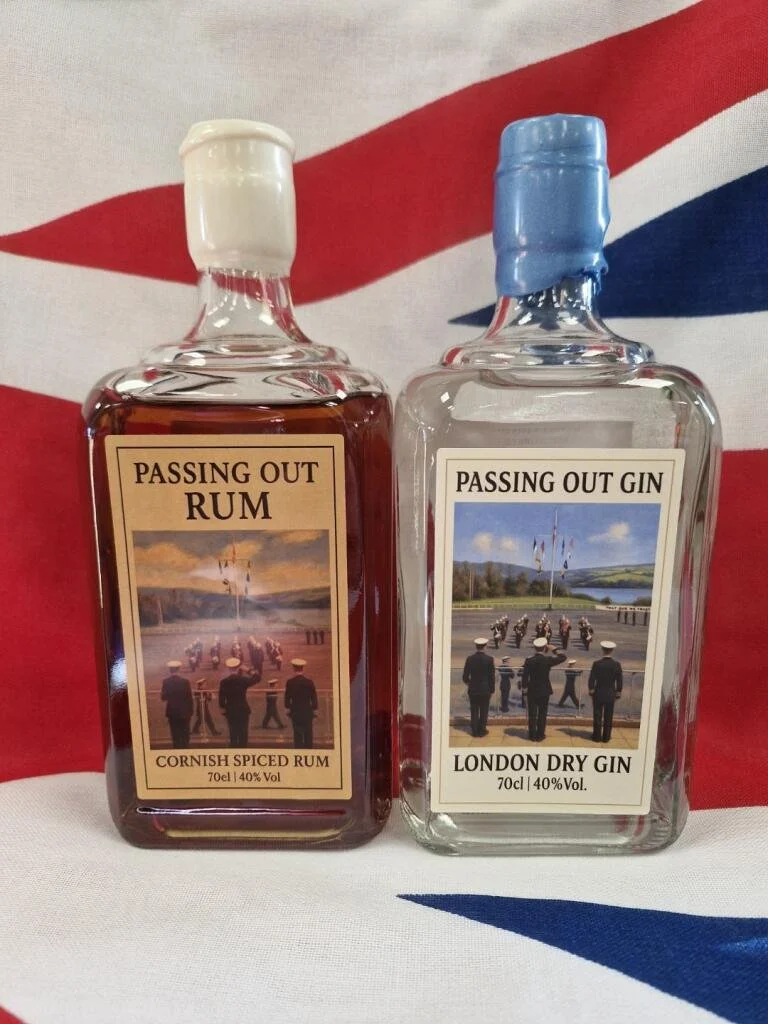 PASSING OUT
RUM
CORNISH SPICED RUM
70cl | 40% Vol
PASSING OUT GIN
LONDON DRY GIN
70cl | 40%Vol.